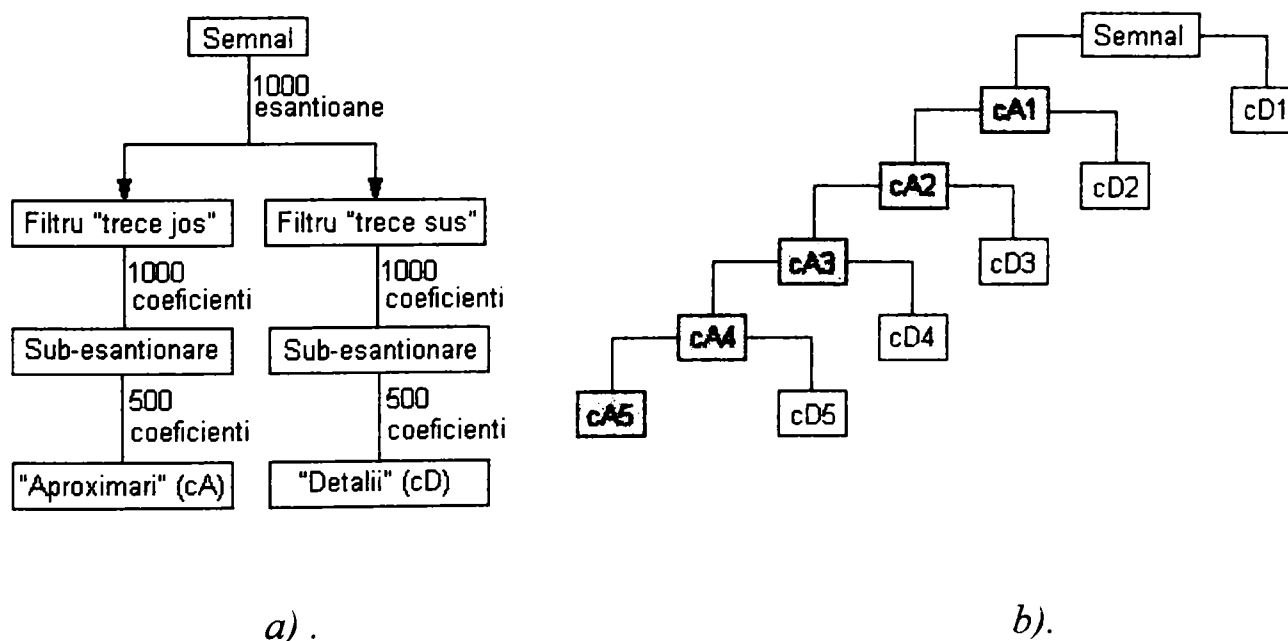 Semnal
1000
esantioane
Filtru "trece jos"
Filtru "trece sus"
1000
coeficienti
1000
coeficienti
Sub-esantionare
Sub-esantionare
500
coeficienti
500
coeficienti
"Aproximari" (cA)
"Detalii" (cD)
a) .
Semnal
cA1
cD1
cA2
cD2
cA3
cD3
cA4
cD4
cA5
cD5
b).